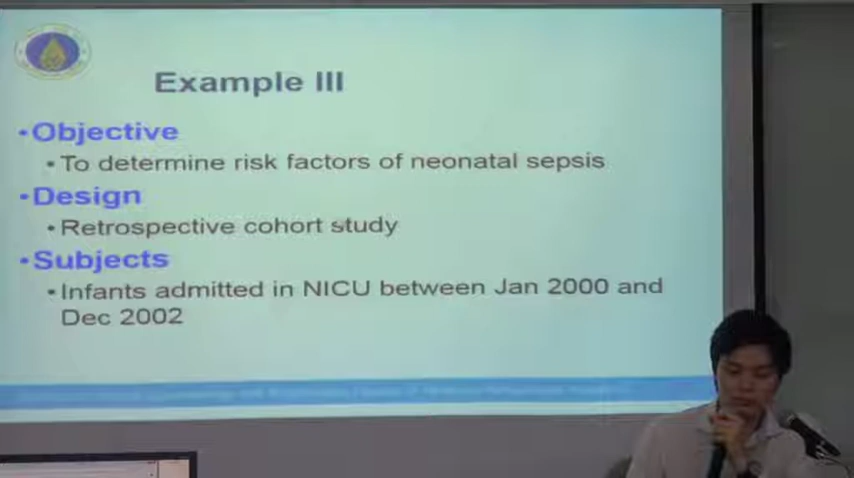 Example III
•Objective
•To determine risk factors of neonatal sepsis
•Design
•Retrospective cohort study
•Subjects
•Infants admitted in NICU between Jan 2000 and
Dec 2002